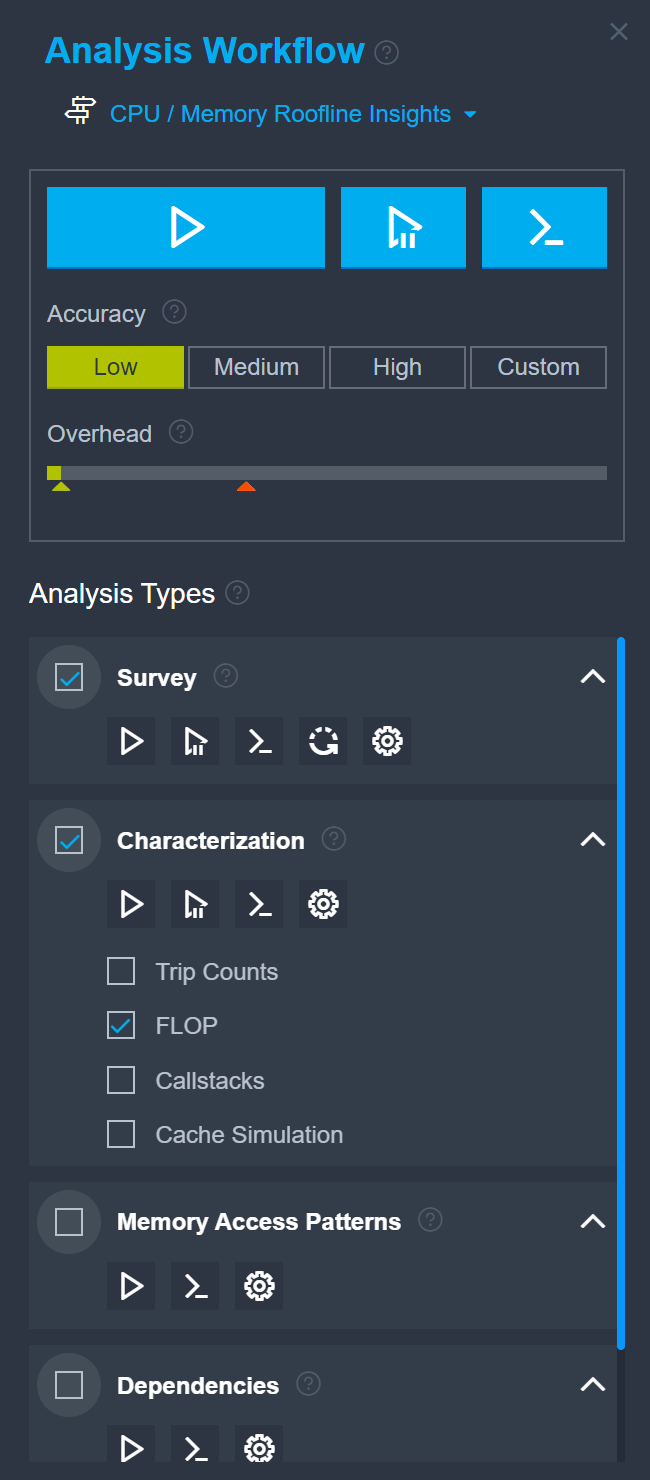 Analysis Workflow
CPU / Memory Roofline Insights
Accuracy
Low Medium High Custom
Overhead
Analysis Types
Survey
Characterization
Trip Counts
FLOP
Callstacks
Cache Simulation
Memory Access Patterns
Dependencies